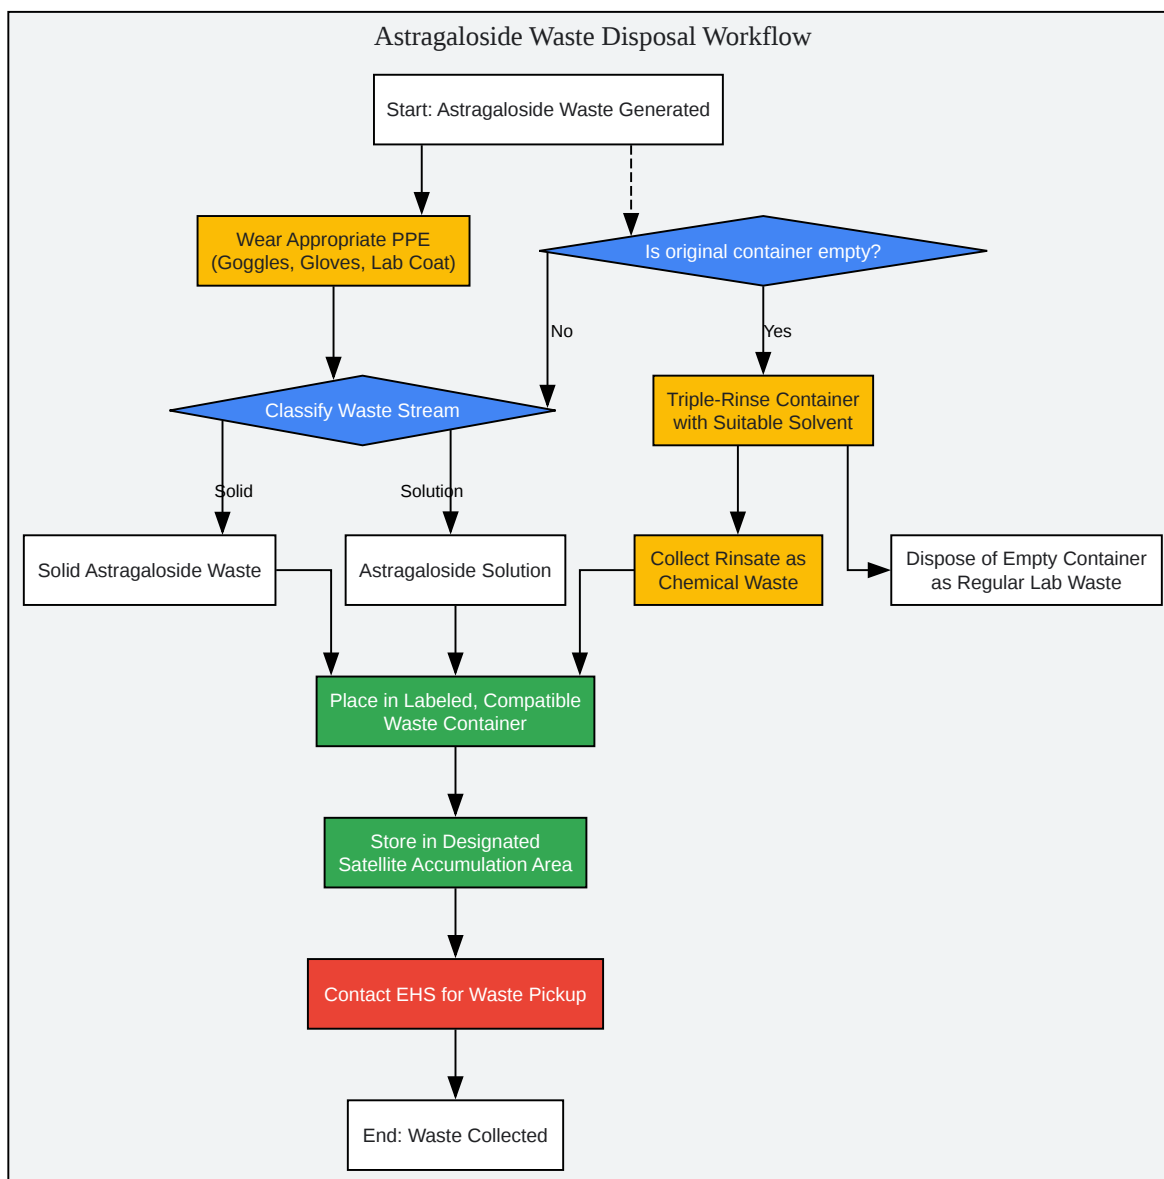 Astragaloside Waste Disposal Workflow
Start: Astragaloside Waste Generated
Wear Appropriate PPE
(Goggles, Gloves, Lab Coat)
Is original container empty?
No
Yes
Classify Waste Stream
Triple-Rinse Container
with Suitable Solvent
Solid
Solution
Solid Astragaloside Waste
Astragaloside Solution
Collect Rinsate as
Chemical Waste
Dispose of Empty Container
as Regular Lab Waste
Place in Labeled, Compatible
Waste Container
Store in Designated
Satellite Accumulation Area
Contact EHS for Waste Pickup
End: Waste Collected